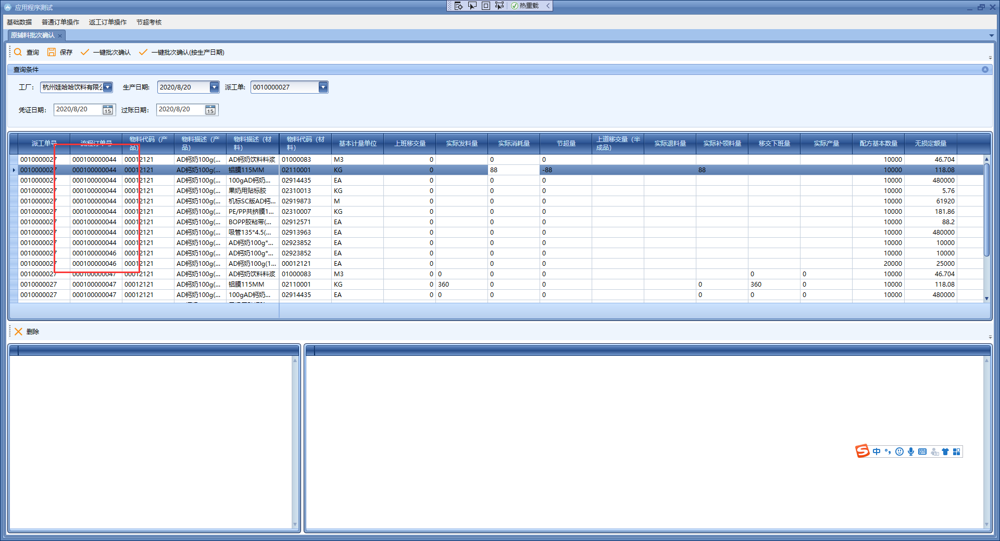 应用程序测试
热重载
基础数据 普通订单操作 返工订单操作 节超考核
原辅料批次确认
查询 保存 一键批次确认 一键批次确认(按生产日期)
查询条件
工厂: 杭州娃哈哈饮料有限公 生产日期: 2020/8/20 派工单: 0010000027
凭证日期: 2020/8/20 15 过账日期: 2020/8/20 15
派工单号 流程订单号 物料代码（产品） 物料描述（产品） 物料描述（材料） 物料代码（材料） 基本计量单位 上班移交量 实际发料量 实际消耗量 节超量 上道移交量（半成品） 实际退料量 实际补领料量 移交下班量 实际产量 配方基本数量 无损定额量
0010000027 000100000044 00012121 AD钙奶100g(... AD钙奶饮料料浆 01000083 M3 0 0 0 10000 46.704
0010000027 000100000044 00012121 AD钙奶100g(... 铝膜115MM 02110001 KG 0 88 -88 88 10000 118.08
0010000027 000100000044 00012121 AD钙奶100g(... 100gAD钙奶... 02914435 EA 0 0 0 10000 480000
0010000027 000100000044 00012121 AD钙奶100g(... 果奶用贴标胶 02310013 KG 0 0 0 10000 5.76
0010000027 000100000044 00012121 AD钙奶100g(... 机标SC版AD钙... 02919873 M 0 0 0 10000 61920
0010000027 000100000044 00012121 AD钙奶100g(... PE/PP共挤膜1... 02310007 KG 0 0 0 10000 181.86
0010000027 000100000044 00012121 AD钙奶100g(... BOPP胶粘带(... 02912571 EA 0 0 0 10000 88.2
0010000027 000100000044 00012121 AD钙奶100g(... 吸管135*4.5(... 02913963 EA 0 0 0 10000 480000
0010000027 000100000044 00012121 AD钙奶100g(... AD钙奶100g*... 02923852 EA 0 0 0 10000 10000
0010000027 000100000046 00012121 AD钙奶100g(... AD钙奶100g*... 02923852 EA 0 0 0 10000 10000
0010000027 000100000046 00012121 AD钙奶100g(... AD钙奶100g(1... 00012121 EA 0 0 0 20000 25000
0010000027 000100000047 00012121 AD钙奶100g(... AD钙奶饮料料浆 01000083 M3 0 0 0 0 0 0 10000 46.704
0010000027 000100000047 00012121 AD钙奶100g(... 铝膜115MM 02110001 KG 0 360 0 0 0 360 0 10000 118.08
0010000027 000100000047 00012121 AD钙奶100g(... 100gAD钙奶... 02914435 EA 0 0 0 0 0 0 0 10000 480000
删除
S 中